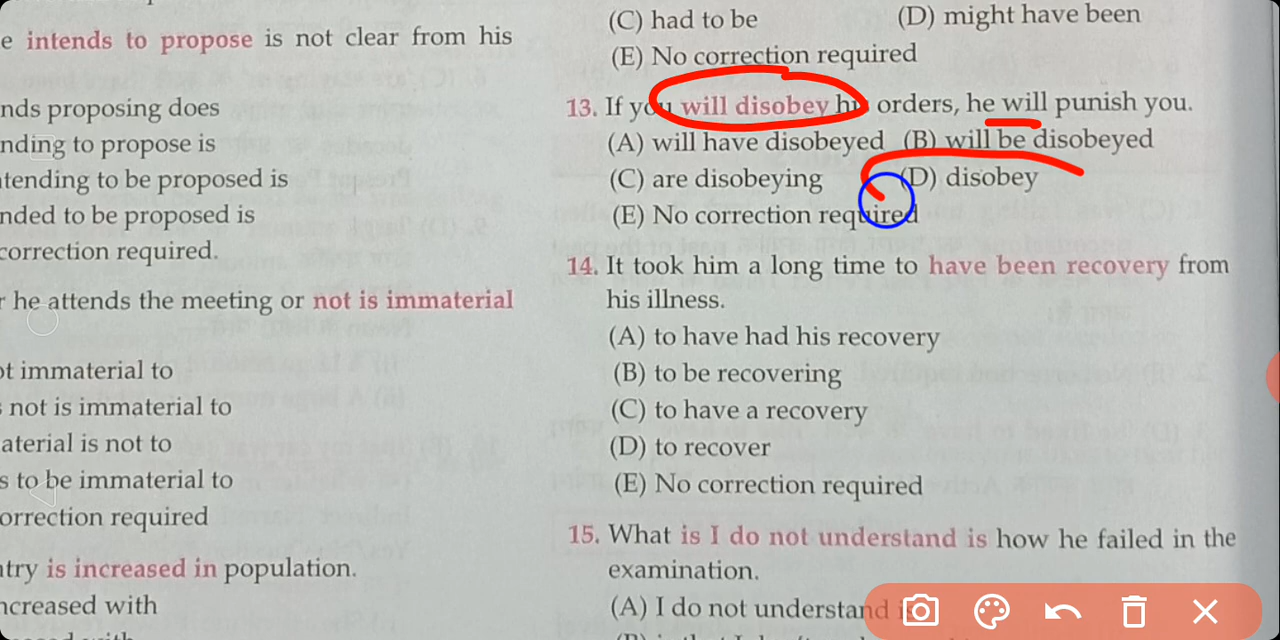 e intends to propose is not clear from his
nds proposing does
nding to propose is
tending to be proposed is
nded to be proposed is
correction required.
r he attends the meeting or not is immaterial
ot immaterial to
s not is immaterial to
aterial is not to
s to be immaterial to
orrection required
try is increased in population.
ncreased with
(C) had to be (D) might have been
(E) No correction required
13. If you will disobey his orders, he will punish you.
(A) will have disobeyed (B) will be disobeyed
(C) are disobeying (D) disobey
(E) No correction required
14. It took him a long time to have been recovery from
his illness.
(A) to have had his recovery
(B) to be recovering
(C) to have a recovery
(D) to recover
(E) No correction required
15. What is I do not understand is how he failed in the
examination.
(A) I do not understand